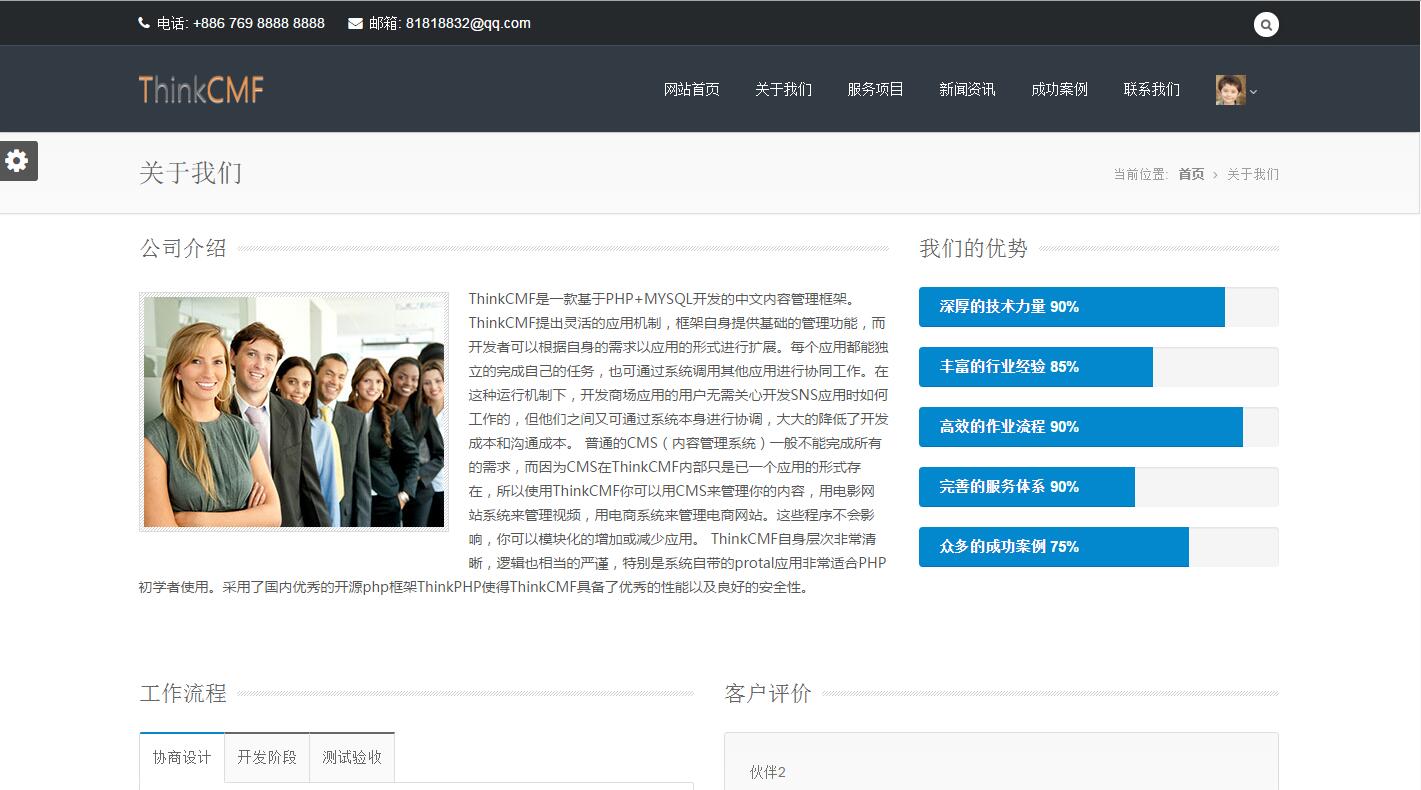 电话: +886 769 8888 8888 邮箱: 81818832@qq.com
ThinkCMF
网站首页 关于我们 服务项目 新闻资讯 成功案例 联系我们
关于我们
当前位置: 首页 > 关于我们
公司介绍
ThinkCMF是一款基于PHP+MYSQL开发的中文内容管理框架。
ThinkCMF提出灵活的应用机制，框架自身提供基础的管理功能，而
开发者可以根据自身的需求以应用的形式进行扩展。每个应用都能独
立的完成自己的任务，也可通过系统调用其他应用进行协同工作。在
这种运行机制下，开发商场应用的用户无需关心开发SNS应用时如何
工作的，但他们之间又可通过系统本身进行协调，大大的降低了开发
成本和沟通成本。 普通的CMS（内容管理系统）一般不能完成所有
的需求，而因为CMS在ThinkCMF内部只是已一个应用的形式存
在，所以使用ThinkCMF你可以用CMS来管理你的内容，用电影网
站系统来管理视频，用电商系统来管理电商网站。这些程序不会影
响，你可以模块化的增加或减少应用。 ThinkCMF自身层次非常清
晰，逻辑也相当的严谨，特别是系统自带的protal应用非常适合PHP
初学者使用。采用了国内优秀的开源php框架ThinkPHP使得ThinkCMF具备了优秀的性能以及良好的安全性。
我们的优势
深厚的技术力量 90%
丰富的行业经验 85%
高效的作业流程 90%
完善的服务体系 90%
众多的成功案例 75%
工作流程
协商设计 开发阶段 测试验收
客户评价
伙伴2